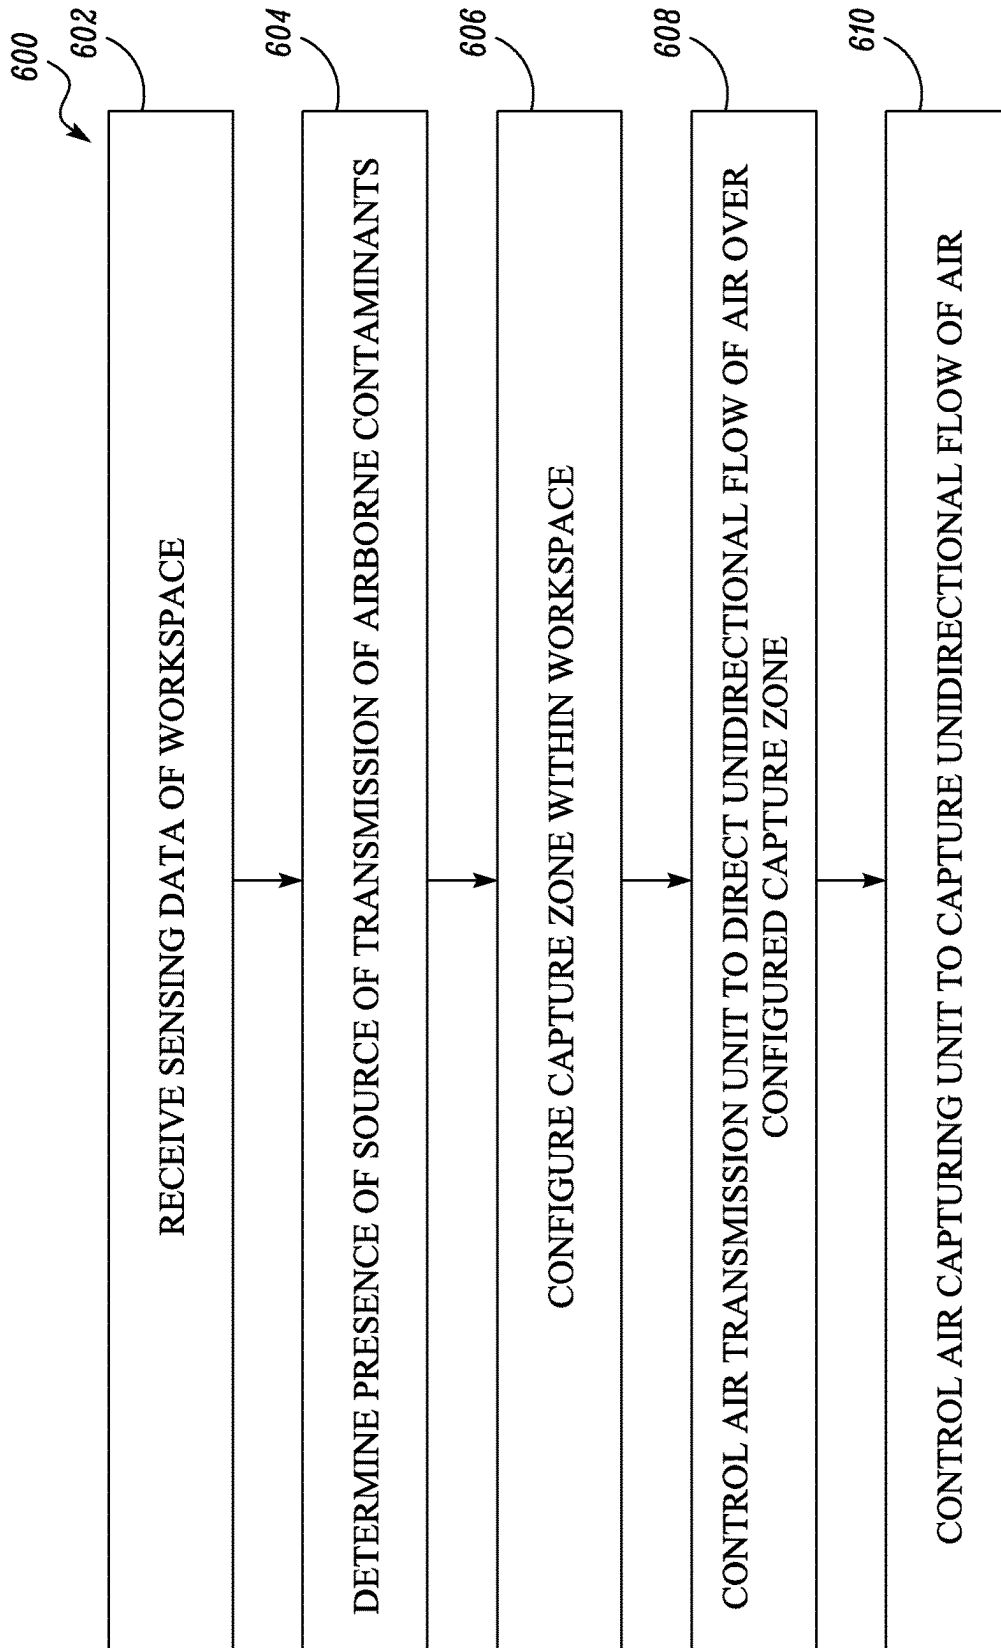 600
602
RECEIVE SENSING DATA OF WORKSPACE
604
DETERMINE PRESENCE OF SOURCE OF TRANSMISSION OF AIRBORNE CONTAMINANTS
606
CONFIGURE CAPTURE ZONE WITHIN WORKSPACE
608
CONTROL AIR TRANSMISSION UNIT TO DIRECT UNIDIRECTIONAL FLOW OF AIR OVER
CONFIGURED CAPTURE ZONE
610
CONTROL AIR CAPTURING UNIT TO CAPTURE UNIDIRECTIONAL FLOW OF AIR